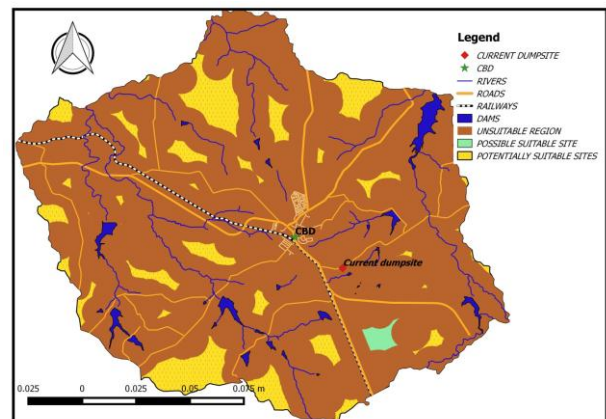 Legend
CURRENT DUMPSITE
CBD
RIVERS
ROADS
RAILWAYS
DAMS
UNSUITABLE REGION
POSSIBLE SUITABLE SITE
POTENTIALLY SUITABLE SITES
CBD
Current dumpsite
0.025 0 0.025 0.05 0.075 m